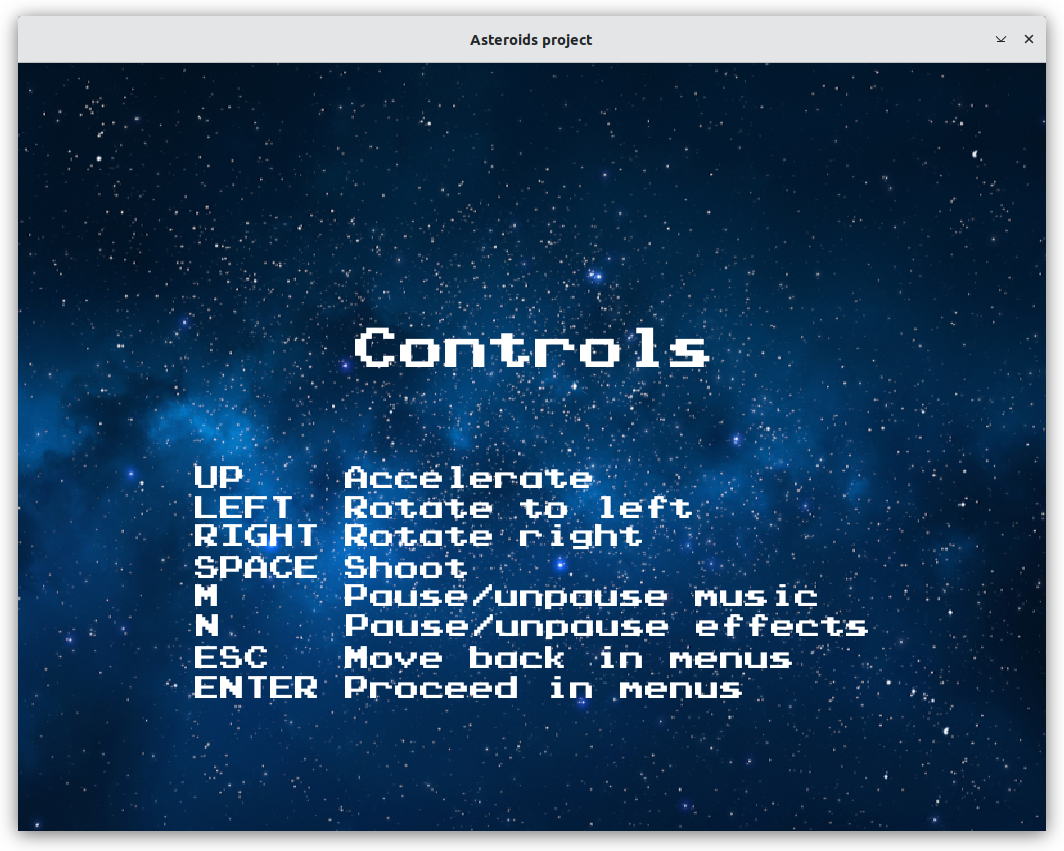 Asteroids project
Controls
UP Accelerate
LEFT Rotate to left
RIGHT Rotate right
SPACE Shoot
M Pause/unpause music
N Pause/unpause effects
ESC Move back in menus
ENTER Proceed in menus